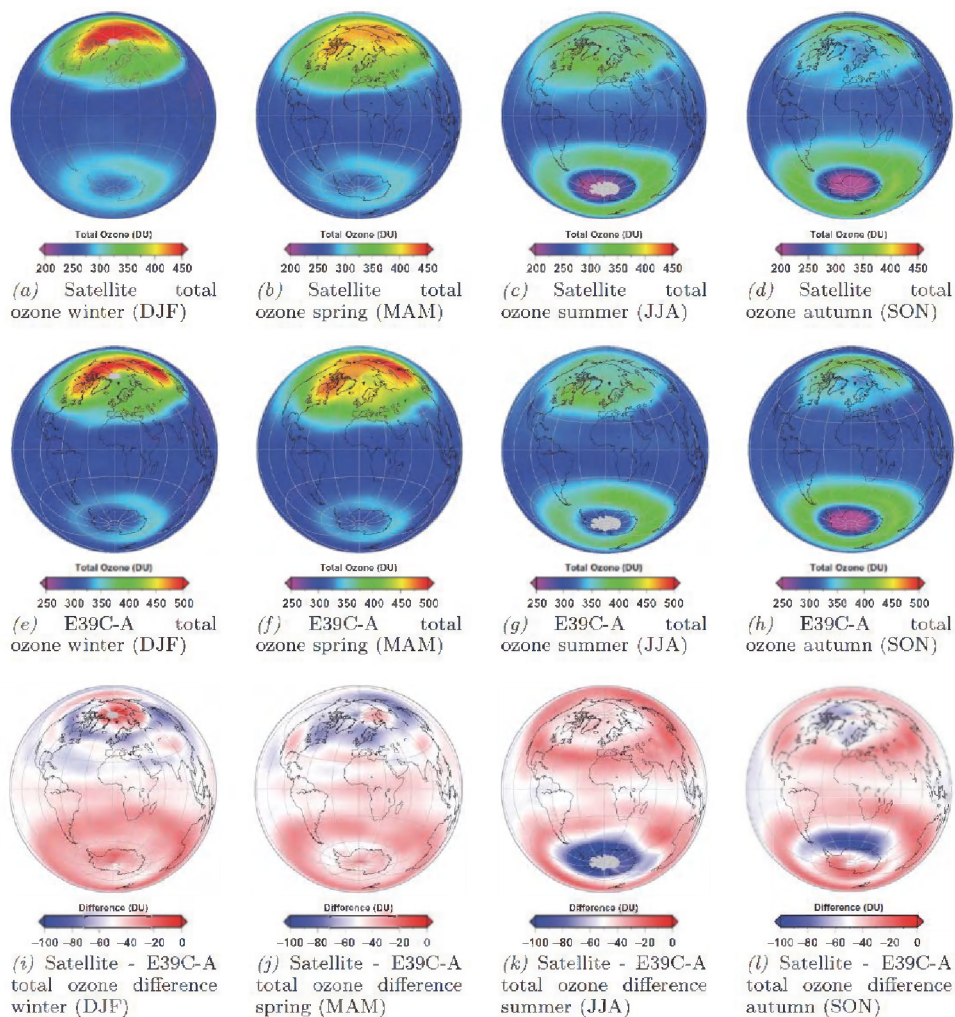 Total Ozone (DU)
200 250 300 350 400 450
(a) Satellite total
ozone winter (DJF)
Total Ozone (DU)
200 250 300 350 400 450
(b) Satellite total
ozone spring (MAM)
Total Ozone (DU)
200 250 300 350 400 450
(c) Satellite total
ozone summer (JJA)
Total Ozone (DU)
200 250 300 350 400 450
(d) Satellite total
ozone autumn (SON)
Total Ozone (DU)
250 300 350 400 450 500
(e) E39C-A total
ozone winter (DJF)
Total Ozone (DU)
250 300 350 400 450 500
(f) E39C-A total
ozone spring (MAM)
Total Ozone (DU)
250 300 350 400 450 500
(g) E39C-A total
ozone summer (JJA)
Total Ozone (DU)
250 300 350 400 450 500
(h) E39C-A total
ozone autumn (SON)
Difference (DU)
−100 −80 −60 −40 −20 0
(i) Satellite - E39C-A
total ozone difference
winter (DJF)
Difference (DU)
−100 −80 −60 −40 −20 0
(j) Satellite - E39C-A
total ozone difference
spring (MAM)
Difference (DU)
−100 −80 −60 −40 −20 0
(k) Satellite - E39C-A
total ozone difference
summer (JJA)
Difference (DU)
−100 −80 −60 −40 −20 0
(l) Satellite - E39C-A
total ozone difference
autumn (SON)